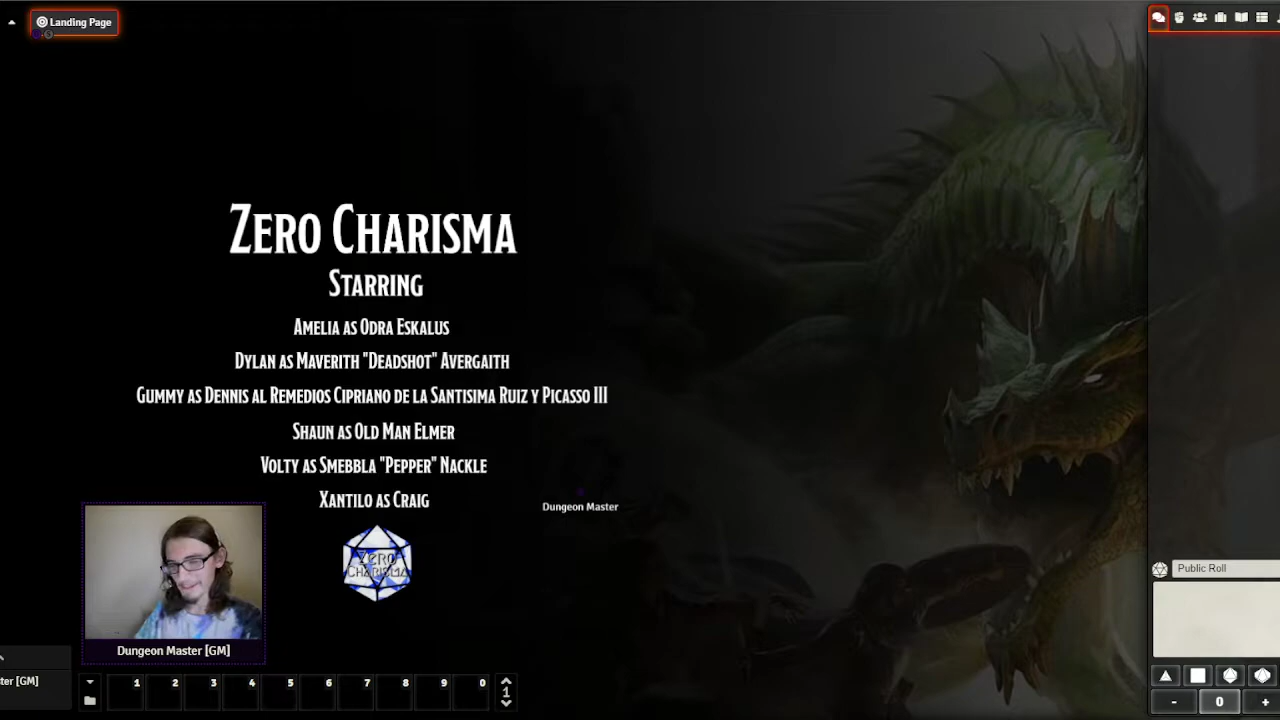 Landing Page
Zero Charisma
Starring
Amelia as Odra Eskalus
Dylan as Maverith "Deadshot" Avergaith
Gummy as Dennis al Remedios Cipriano de la Santisima Ruiz y Picasso III
Shaun as Old Man Elmer
Volty as Smebbla "Pepper" Nackle
Xantilo as Craig
Dungeon Master
ZERO
CHARISMA
Public Roll
Dungeon Master [GM]
ter [GM]
1 2 3 4 5 6 7 8 9 0
1
- 0 +